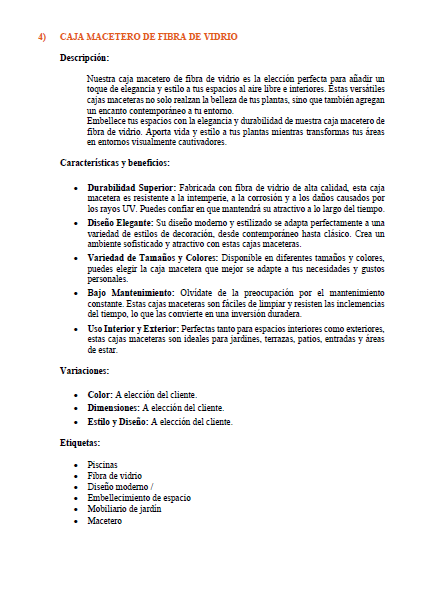 4) CAJA MACETERO DE FIBRA DE VIDRIO
Descripción:
Nuestra caja macetero de fibra de vidrio es la elección perfecta para añadir un
toque de elegancia y estilo a tus espacios al aire libre e interiores. Estas versátiles
cajas maceteras no solo realzan la belleza de tus plantas, sino que también agregan
un encanto contemporáneo a tu entorno.
Embellece tus espacios con la elegancia y durabilidad de nuestra caja macetero de
fibra de vidrio. Aporta vida y estilo a tus plantas mientras transformas tus áreas
en entornos visualmente cautivadores.
Características y beneficios:
• Durabilidad Superior: Fabricada con fibra de vidrio de alta calidad, esta caja
macetera es resistente a la intemperie, a la corrosión y a los daños causados por
los rayos UV. Puedes confiar en que mantendrá su atractivo a lo largo del tiempo.
• Diseño Elegante: Su diseño moderno y estilizado se adapta perfectamente a una
variedad de estilos de decoración, desde contemporáneo hasta clásico. Crea un
ambiente sofisticado y atractivo con estas cajas maceteras.
• Variedad de Tamaños y Colores: Disponible en diferentes tamaños y colores,
puedes elegir la caja macetera que mejor se adapte a tus necesidades y gustos
personales.
• Bajo Mantenimiento: Olvídate de la preocupación por el mantenimiento
constante. Estas cajas maceteras son fáciles de limpiar y resisten las inclemencias
del tiempo, lo que las convierte en una inversión duradera.
• Uso Interior y Exterior: Perfectas tanto para espacios interiores como exteriores,
estas cajas maceteras son ideales para jardines, terrazas, patios, entradas y áreas
de estar.
Variaciones:
• Color: A elección del cliente.
• Dimensiones: A elección del cliente.
• Estilo y Diseño: A elección del cliente.
Etiquetas:
• Piscinas
• Fibra de vidrio
• Diseño moderno /
• Embellecimiento de espacio
• Mobiliario de jardín
• Macetero